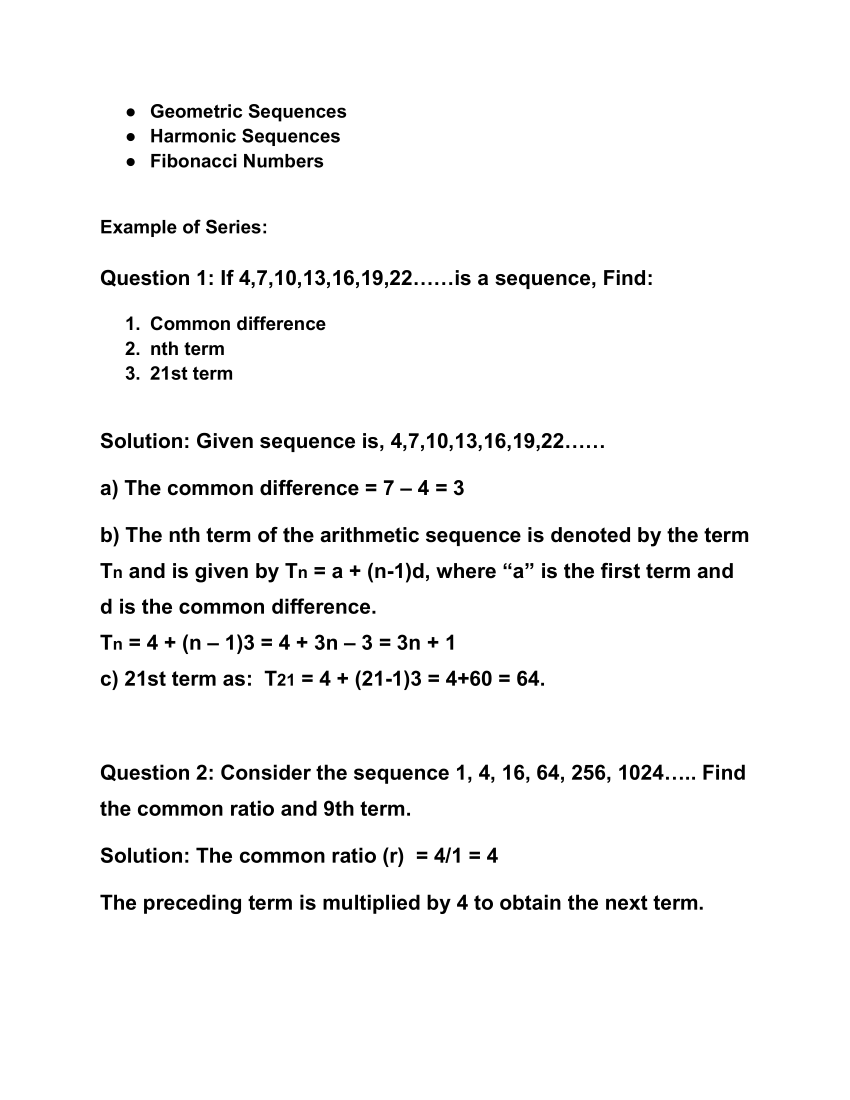 ● Geometric Sequences
● Harmonic Sequences
● Fibonacci Numbers
Example of Series:
Question 1: If 4,7,10,13,16,19,22……is a sequence, Find:
1. Common difference
2. nth term
3. 21st term
Solution: Given sequence is, 4,7,10,13,16,19,22……
a) The common difference = 7 – 4 = 3
b) The nth term of the arithmetic sequence is denoted by the term
Tn and is given by Tn = a + (n-1)d, where “a” is the first term and
d is the common difference.
Tn = 4 + (n – 1)3 = 4 + 3n – 3 = 3n + 1
c) 21st term as:  T21 = 4 + (21-1)3 = 4+60 = 64.
Question 2: Consider the sequence 1, 4, 16, 64, 256, 1024….. Find
the common ratio and 9th term.
Solution: The common ratio (r)  = 4/1 = 4
The preceding term is multiplied by 4 to obtain the next term.